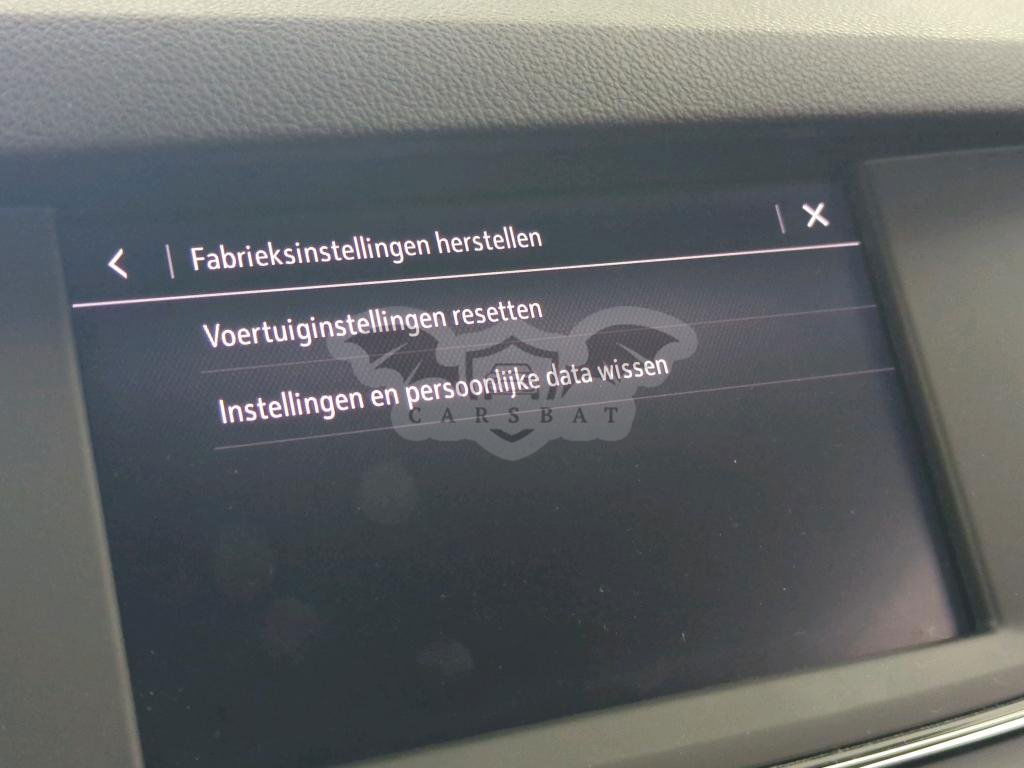 Fabrieksinstellingen herstellen
Voertuiginstellingen resetten
Instellingen en persoonlijke data wissen
CARSBAT